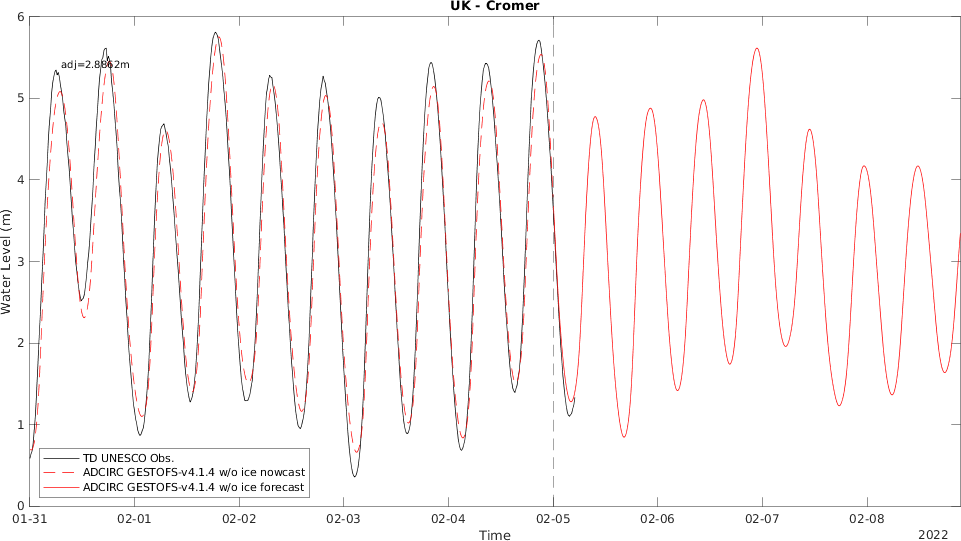 UK - Cromer
6
adj=2.8862m
5
4
3
2
1
0
Water Level (m)
TD UNESCO Obs.
ADCIRC GESTOFS-v4.1.4 w/o ice nowcast
ADCIRC GESTOFS-v4.1.4 w/o ice forecast
01-31
02-01
02-02
02-03
02-04
02-05
02-06
02-07
02-08
Time
2022